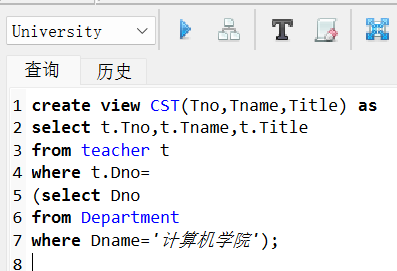 University
查询 历史
1 create view CST(Tno,Tname,Title) as
2 select t.Tno,t.Tname,t.Title
3 from teacher t
4 where t.Dno=
5 (select Dno
6 from Department
7 where Dname='计算机学院');
8